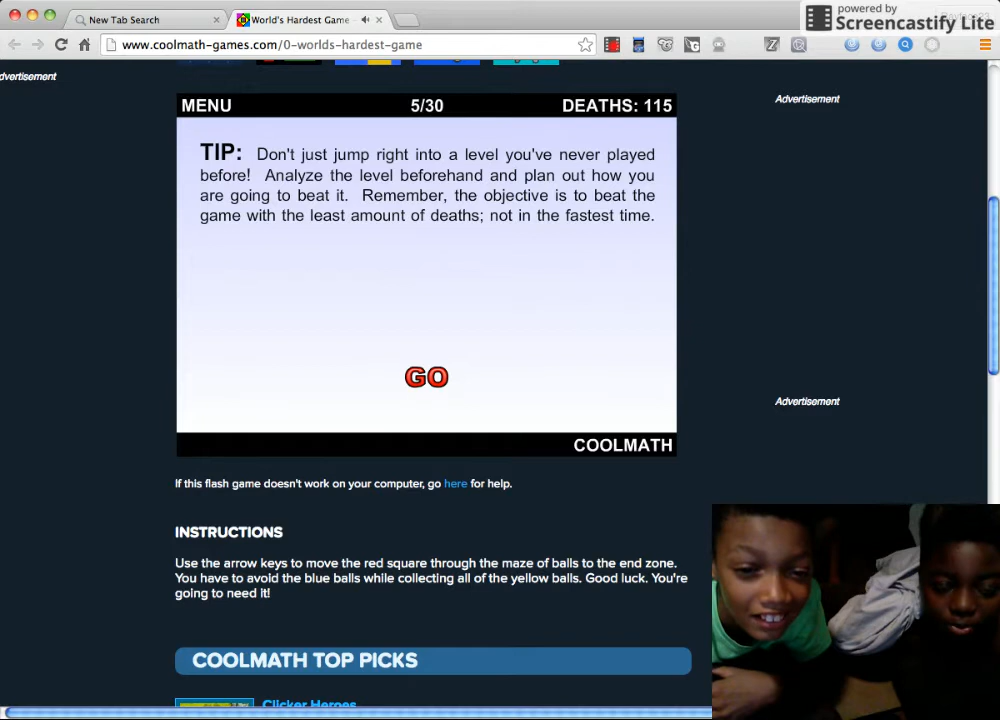 New Tab Search
World's Hardest Game
powered by
Screencastify Lite
www.coolmath-games.com/0-worlds-hardest-game
dvertisement
Advertisement
MENU 5/30 DEATHS: 115
TIP: Don't just jump right into a level you've never played
before! Analyze the level beforehand and plan out how you
are going to beat it. Remember, the objective is to beat the
game with the least amount of deaths; not in the fastest time.
GO
Advertisement
COOLMATH
If this flash game doesn't work on your computer, go here for help.
INSTRUCTIONS
Use the arrow keys to move the red square through the maze of balls to the end zone.
You have to avoid the blue balls while collecting all of the yellow balls. Good luck. You're
going to need it!
COOLMATH TOP PICKS
Clicker Heroes